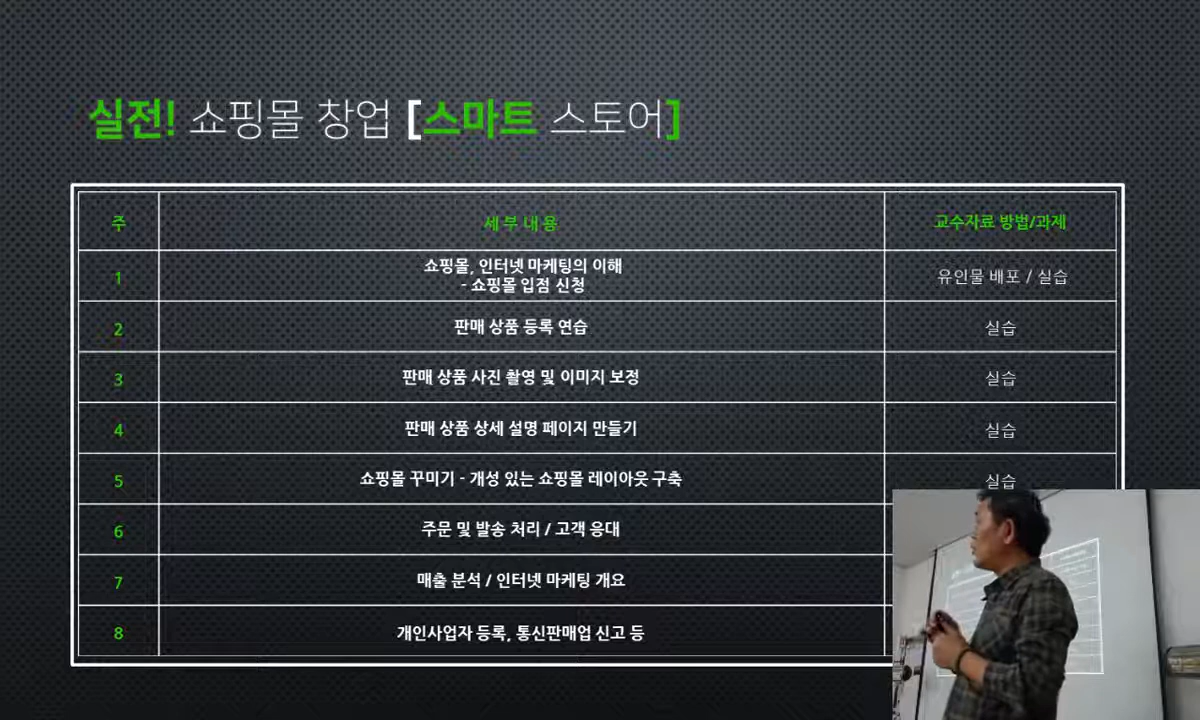 실전! 쇼핑몰 창업 [스마트 스토어]
주 세 부 내 용 교수자료 방법/과제
1 쇼핑몰, 인터넷 마케팅의 이해
- 쇼핑몰 입점 신청 유인물 배포 / 실습
2 판매 상품 등록 연습 실습
3 판매 상품 사진 촬영 및 이미지 보정 실습
4 판매 상품 상세 설명 페이지 만들기 실습
5 쇼핑몰 꾸미기 - 개성 있는 쇼핑몰 레이아웃 구축 실습
6 주문 및 발송 처리 / 고객 응대
7 매출 분석 / 인터넷 마케팅 개요
8 개인사업자 등록, 통신판매업 신고 등